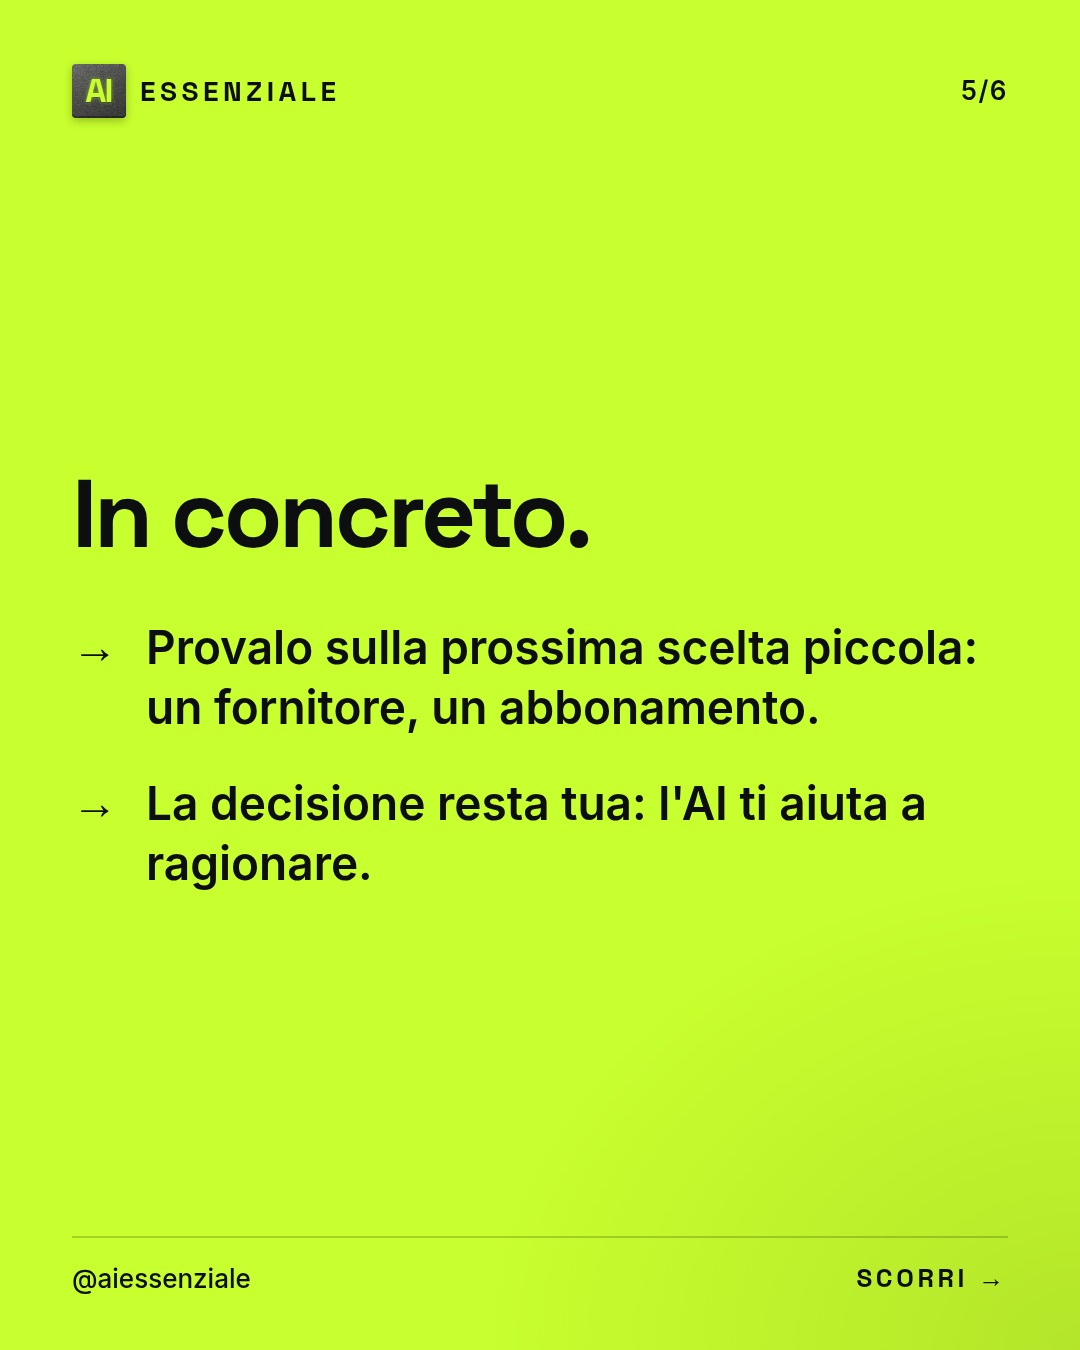 AI ESSENZIALE
5/6
In concreto.
→ Provalo sulla prossima scelta piccola:
un fornitore, un abbonamento.
→ La decisione resta tua: l'AI ti aiuta a
ragionare.
@aiessenziale
SCORRI →